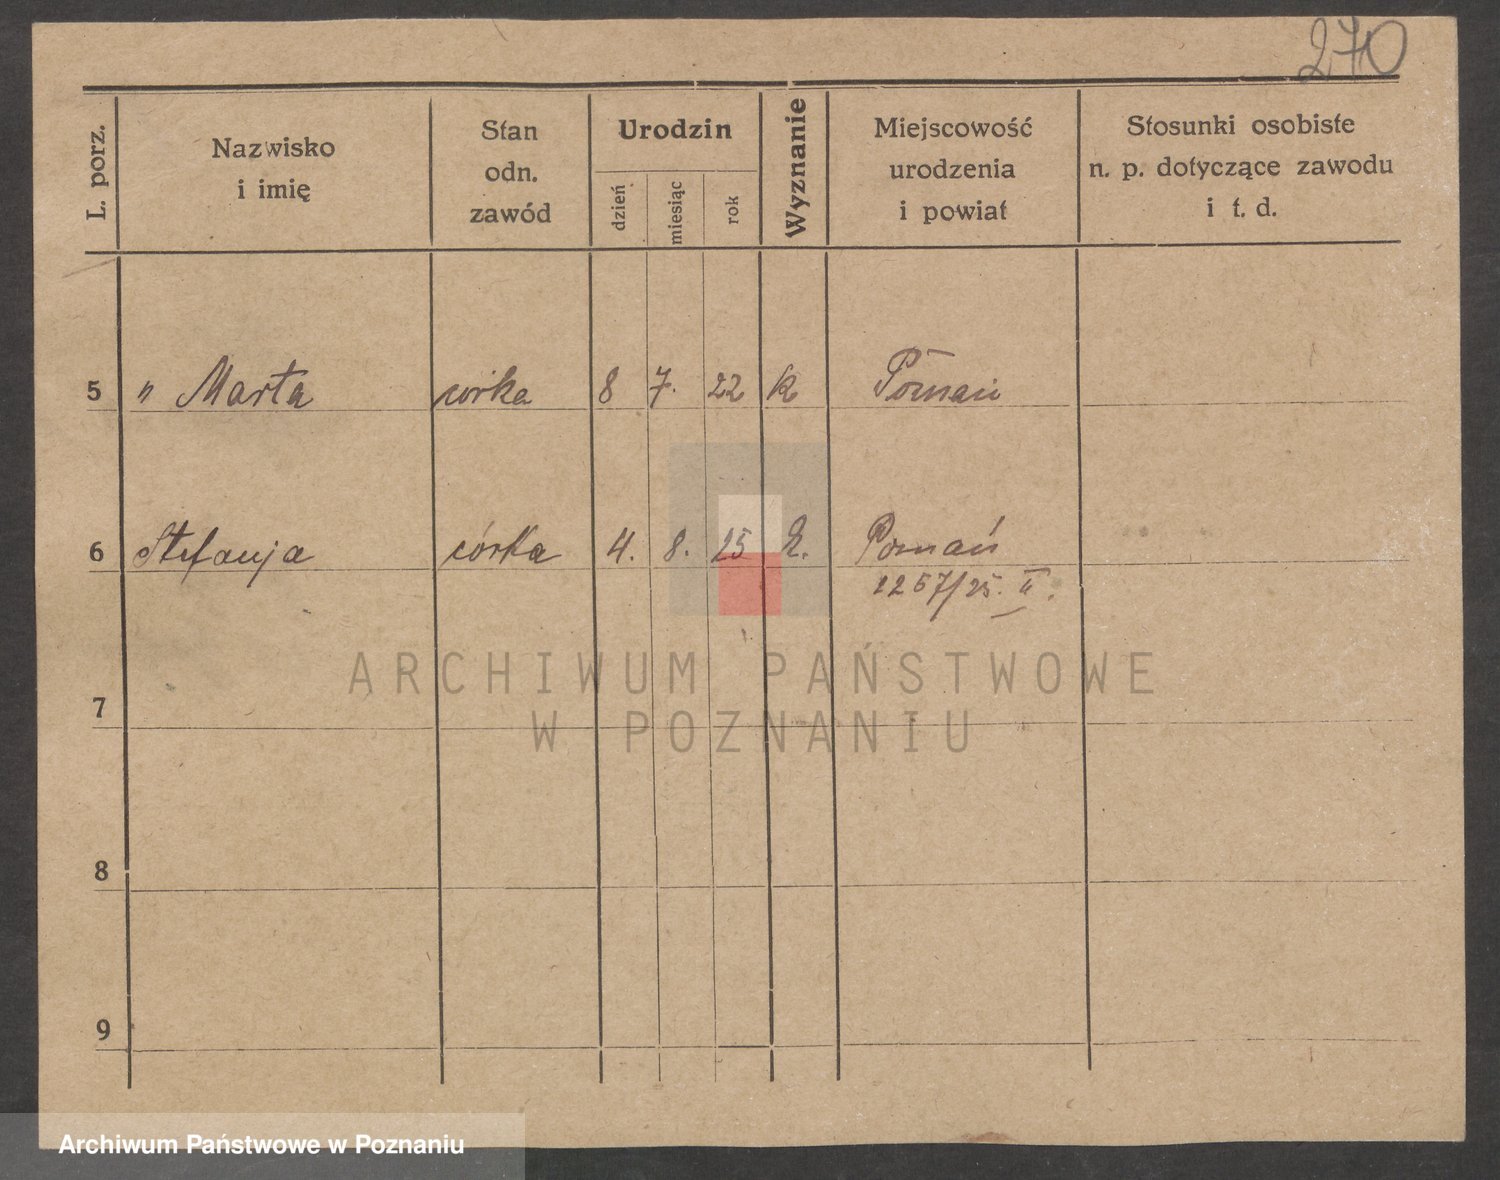 270
L. porz.
Nazwisko
i imię
Stan
odn.
zawód
Urodzin
dzień
miesiąc
rok
Wyznanie
Miejscowość
urodzenia
i powiat
Stosunki osobiste
n. p. dotyczące zawodu
i t. d.
5 " Marta córka 8 7. 22 k Poznań
6 Stefanja córka 4. 8. 25 k. Poznań
1257/25. II.
7
8
9
ARCHIWUM PAŃSTWOWE
W POZNANIU
Archiwum Państwowe w Poznaniu